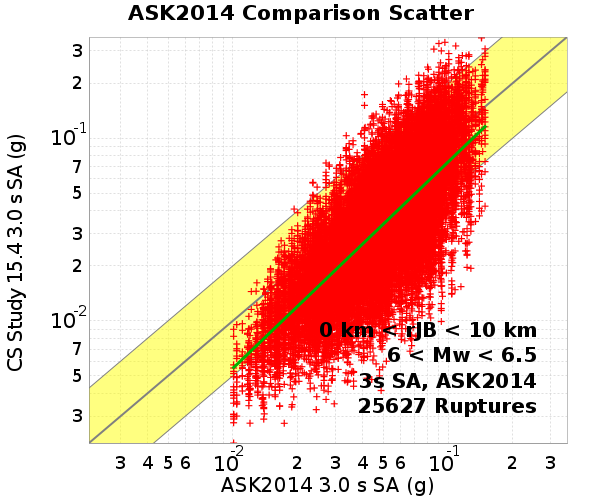 ASK2014 Comparison Scatter
CS Study 15.4 3.0 s SA (g)
3
2
10-1
7
5
3
2
10-2
7
5
3
0 km < rJB < 10 km
6 < Mw < 6.5
3s SA, ASK2014
25627 Ruptures
3 4 5 6 10-2 2 3 4 5 6 10-1 2 3
ASK2014 3.0 s SA (g)